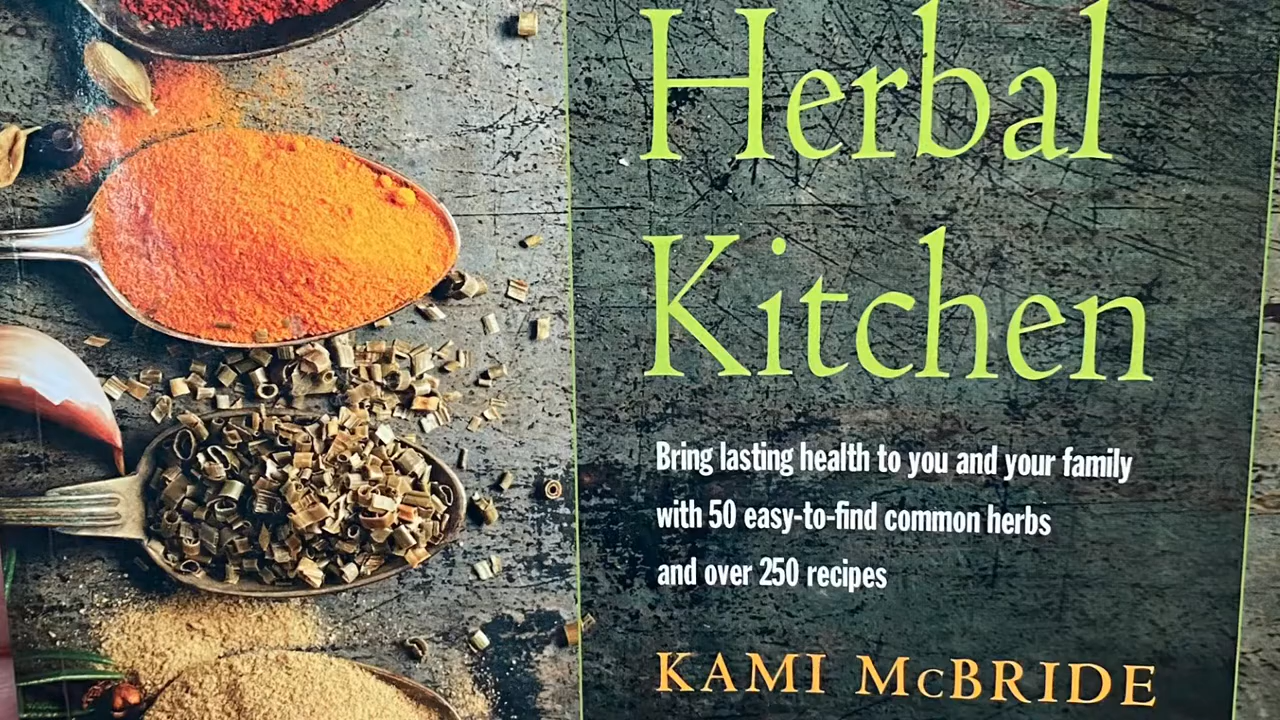 Herbal
Kitchen
Bring lasting health to you and your family
with 50 easy-to-find common herbs
and over 250 recipes
KAMI McBRIDE